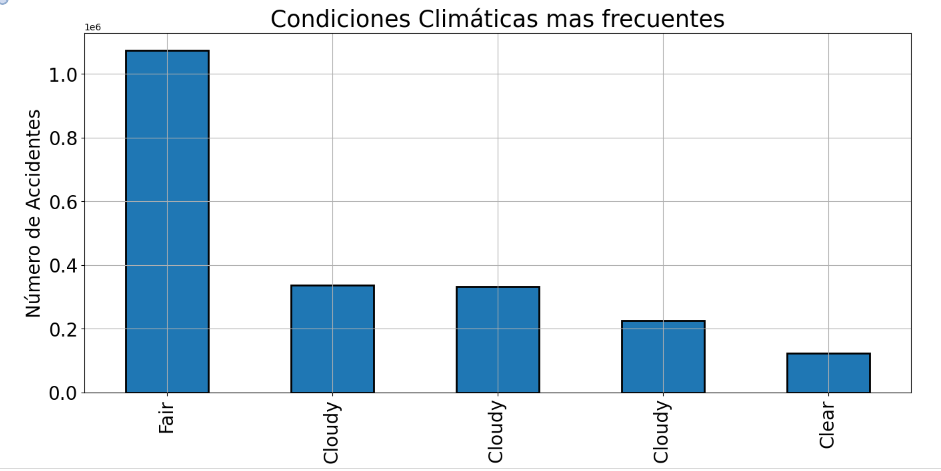 Condiciones Climáticas mas frecuentes
1e6
Número de Accidentes
1.0
0.8
0.6
0.4
0.2
0.0
Fair
Cloudy
Cloudy
Cloudy
Clear